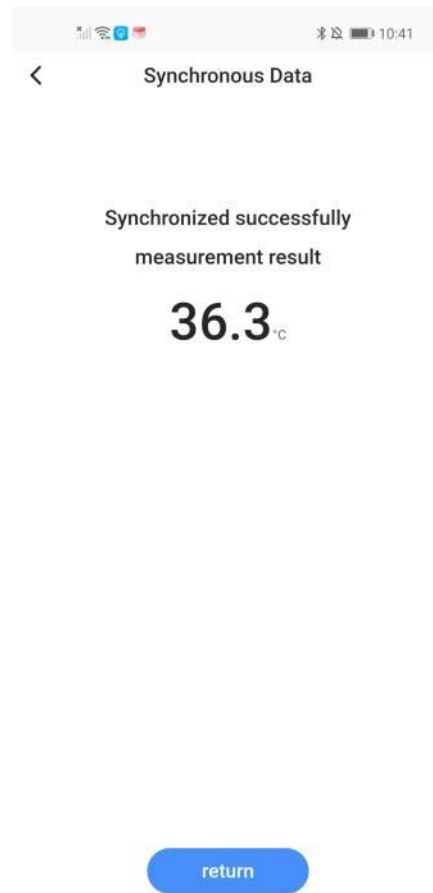 10:41
Synchronous Data
Synchronized successfully
measurement result
36.3°C
return